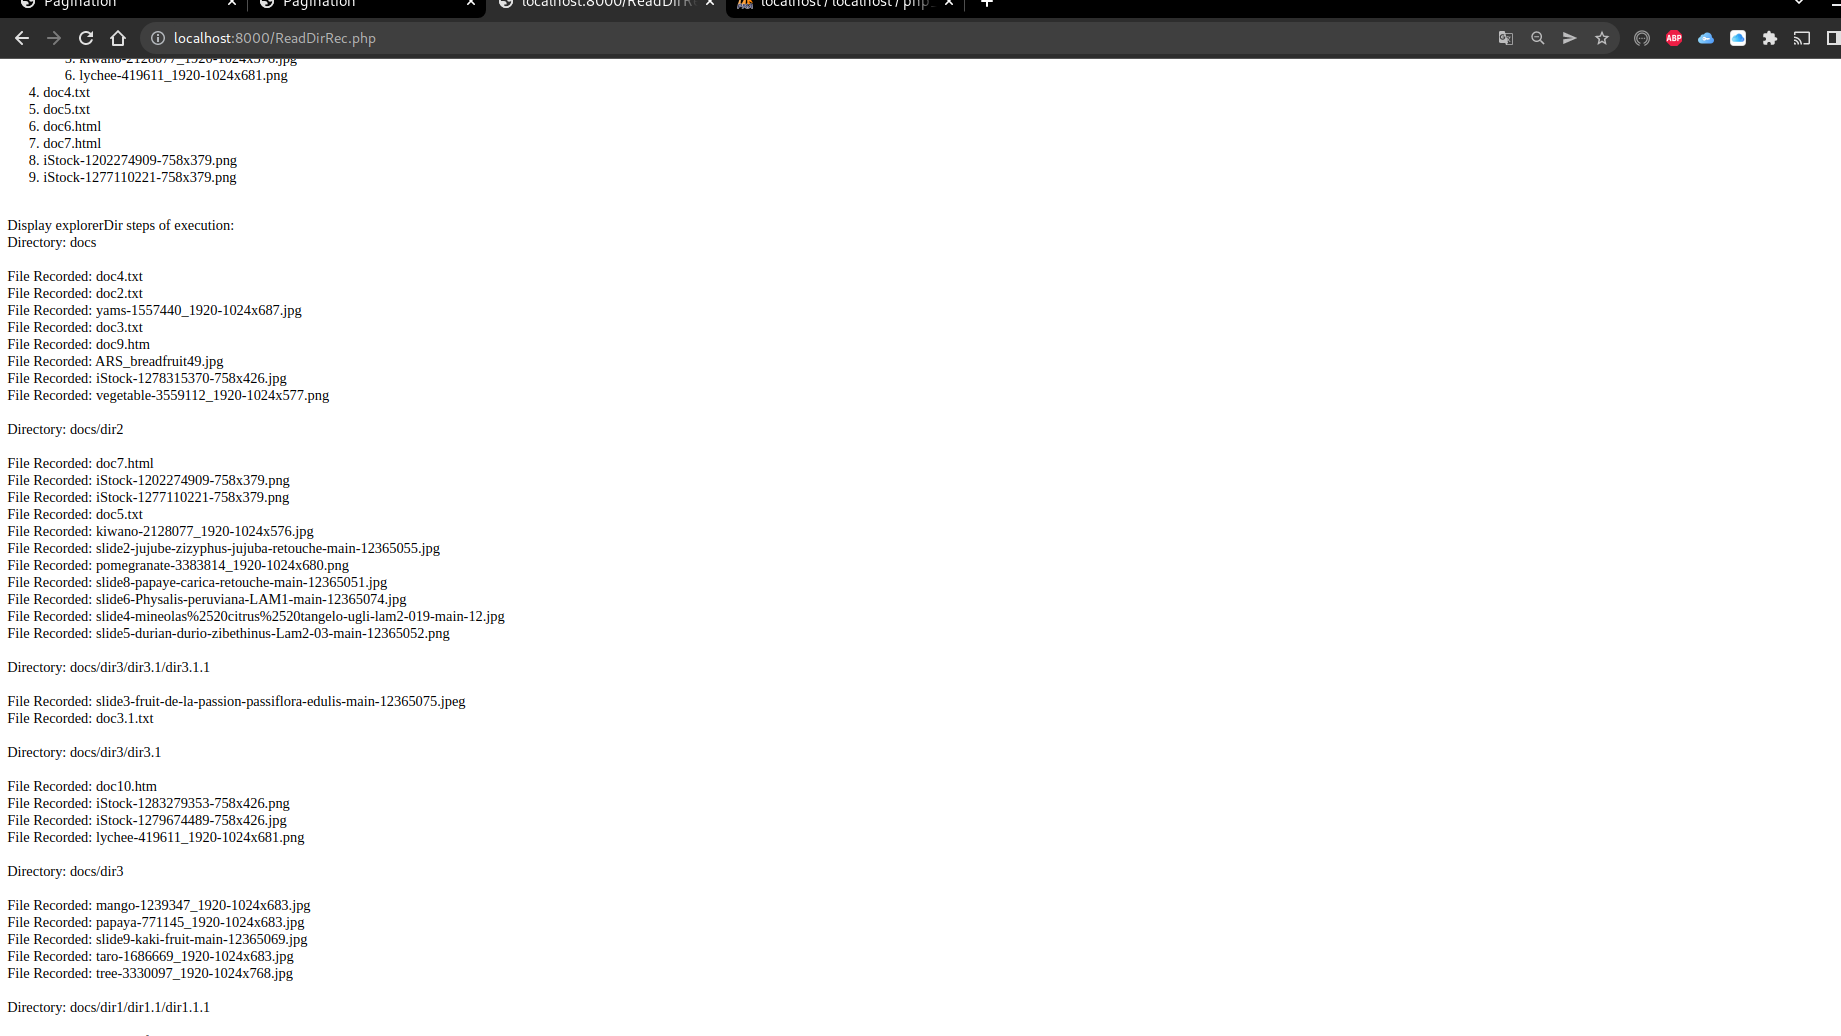 Pagination
Pagination
localhost:8000/ReadDirR
localhost / localhost / php_
localhost:8000/ReadDirRec.php
ABP
5. kiwano-2128077_1920-1024x576.jpg
6. lychee-419611_1920-1024x681.png
4. doc4.txt
5. doc5.txt
6. doc6.html
7. doc7.html
8. iStock-1202274909-758x379.png
9. iStock-1277110221-758x379.png
Display explorerDir steps of execution:
Directory: docs
File Recorded: doc4.txt
File Recorded: doc2.txt
File Recorded: yams-1557440_1920-1024x687.jpg
File Recorded: doc3.txt
File Recorded: doc9.htm
File Recorded: ARS_breadfruit49.jpg
File Recorded: iStock-1278315370-758x426.jpg
File Recorded: vegetable-3559112_1920-1024x577.png
Directory: docs/dir2
File Recorded: doc7.html
File Recorded: iStock-1202274909-758x379.png
File Recorded: iStock-1277110221-758x379.png
File Recorded: doc5.txt
File Recorded: kiwano-2128077_1920-1024x576.jpg
File Recorded: slide2-jujube-zizyphus-jujuba-retouche-main-12365055.jpg
File Recorded: pomegranate-3383814_1920-1024x680.png
File Recorded: slide8-papaye-carica-retouche-main-12365051.jpg
File Recorded: slide6-Physalis-peruviana-LAM1-main-12365074.jpg
File Recorded: slide4-mineolas%2520citrus%2520tangelo-ugli-lam2-019-main-12.jpg
File Recorded: slide5-durian-durio-zibethinus-Lam2-03-main-12365052.png
Directory: docs/dir3/dir3.1/dir3.1.1
File Recorded: slide3-fruit-de-la-passion-passiflora-edulis-main-12365075.jpeg
File Recorded: doc3.1.txt
Directory: docs/dir3/dir3.1
File Recorded: doc10.htm
File Recorded: iStock-1283279353-758x426.png
File Recorded: iStock-1279674489-758x426.jpg
File Recorded: lychee-419611_1920-1024x681.png
Directory: docs/dir3
File Recorded: mango-1239347_1920-1024x683.jpg
File Recorded: papaya-771145_1920-1024x683.jpg
File Recorded: slide9-kaki-fruit-main-12365069.jpg
File Recorded: taro-1686669_1920-1024x683.jpg
File Recorded: tree-3330097_1920-1024x768.jpg
Directory: docs/dir1/dir1.1/dir1.1.1